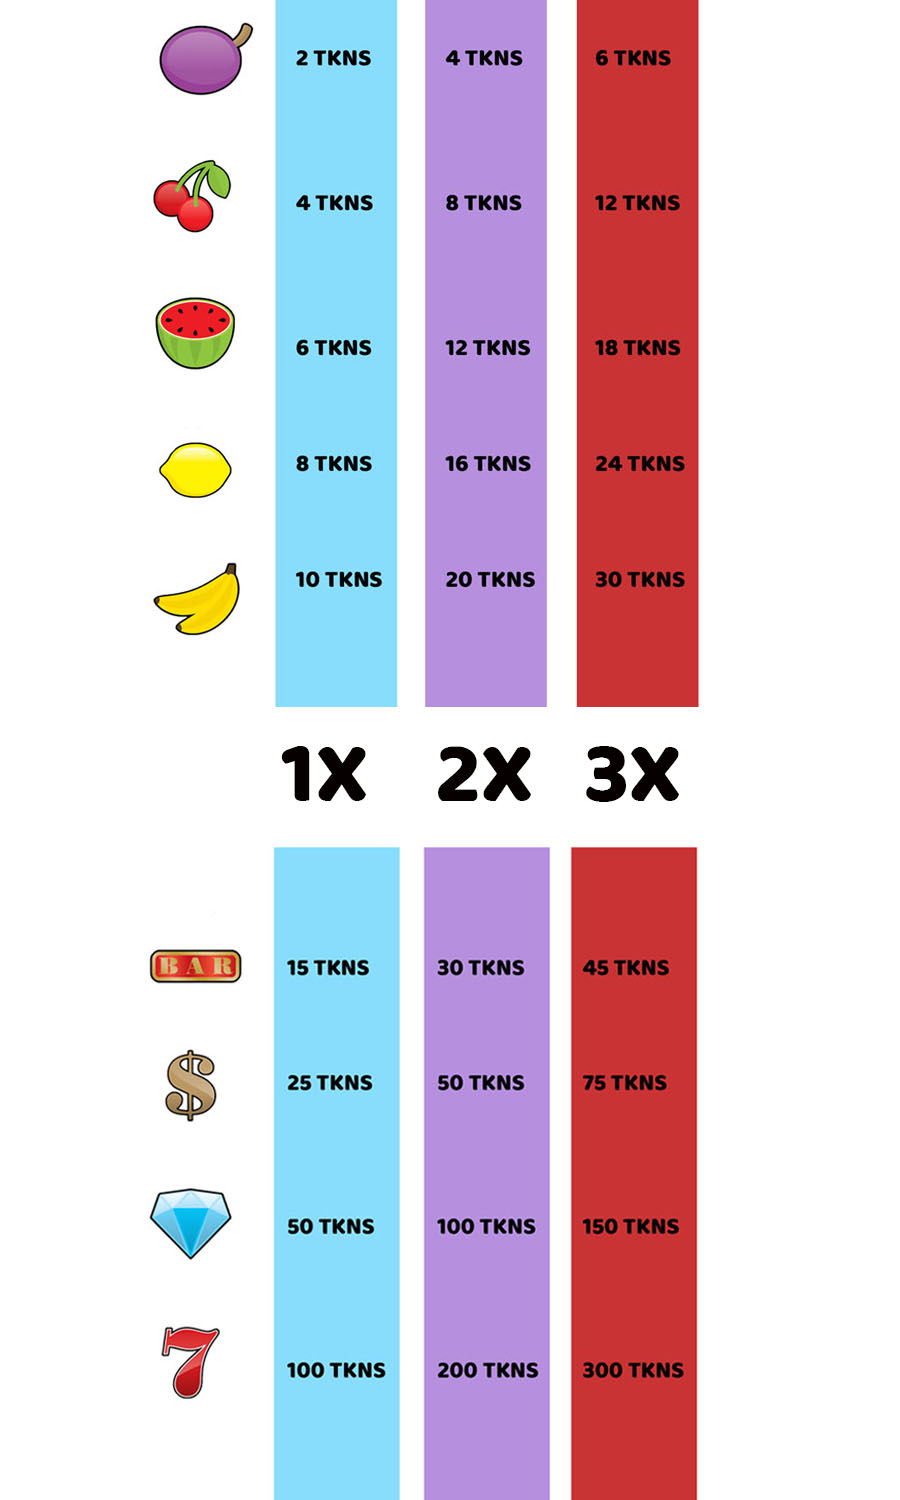 2 TKNS 4 TKNS 6 TKNS
4 TKNS 8 TKNS 12 TKNS
6 TKNS 12 TKNS 18 TKNS
8 TKNS 16 TKNS 24 TKNS
10 TKNS 20 TKNS 30 TKNS
1X 2X 3X
BAR 15 TKNS 30 TKNS 45 TKNS
$ 25 TKNS 50 TKNS 75 TKNS
50 TKNS 100 TKNS 150 TKNS
7 100 TKNS 200 TKNS 300 TKNS